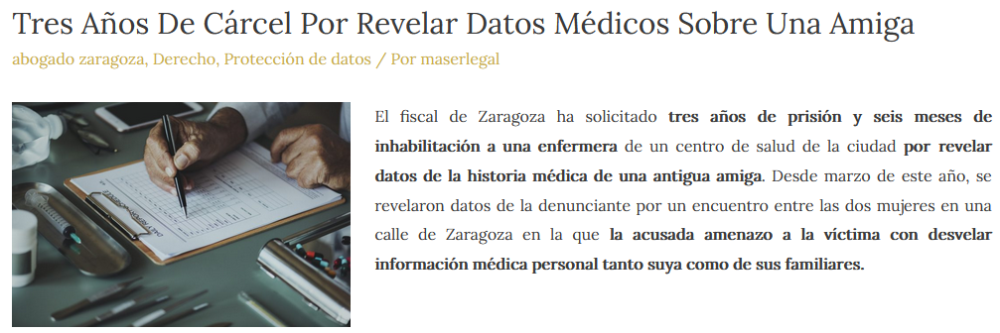 Tres Años De Cárcel Por Revelar Datos Médicos Sobre Una Amiga
abogado zaragoza, Derecho, Protección de datos / Por maserlegal
El fiscal de Zaragoza ha solicitado tres años de prisión y seis meses de
inhabilitación a una enfermera de un centro de salud de la ciudad por revelar
datos de la historia médica de una antigua amiga. Desde marzo de este año, se
revelaron datos de la denunciante por un encuentro entre las dos mujeres en una
calle de Zaragoza en la que la acusada amenazo a la víctima con desvelar
información médica personal tanto suya como de sus familiares.